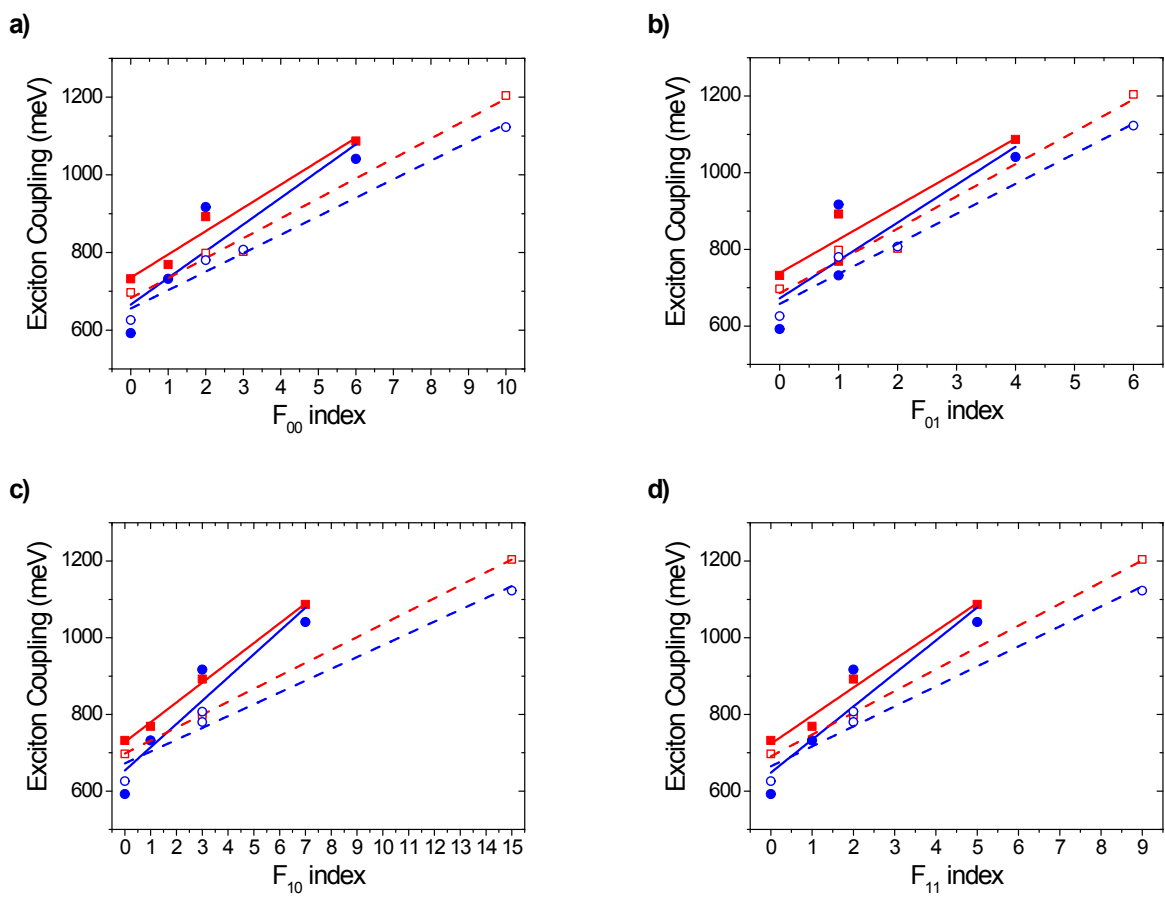 a)
Exciton Coupling (meV)
1200
1000
800
600
0 1 2 3 4 5 6 7 8 9 10
F₀₀ index
b)
Exciton Coupling (meV)
1200
1000
800
600
0 1 2 3 4 5 6
F₀₁ index
c)
Exciton Coupling (meV)
1200
1000
800
600
0 1 2 3 4 5 6 7 8 9 10 11 12 13 14 15
F₁₀ index
d)
Exciton Coupling (meV)
1200
1000
800
600
0 1 2 3 4 5 6 7 8 9
F₁₁ index